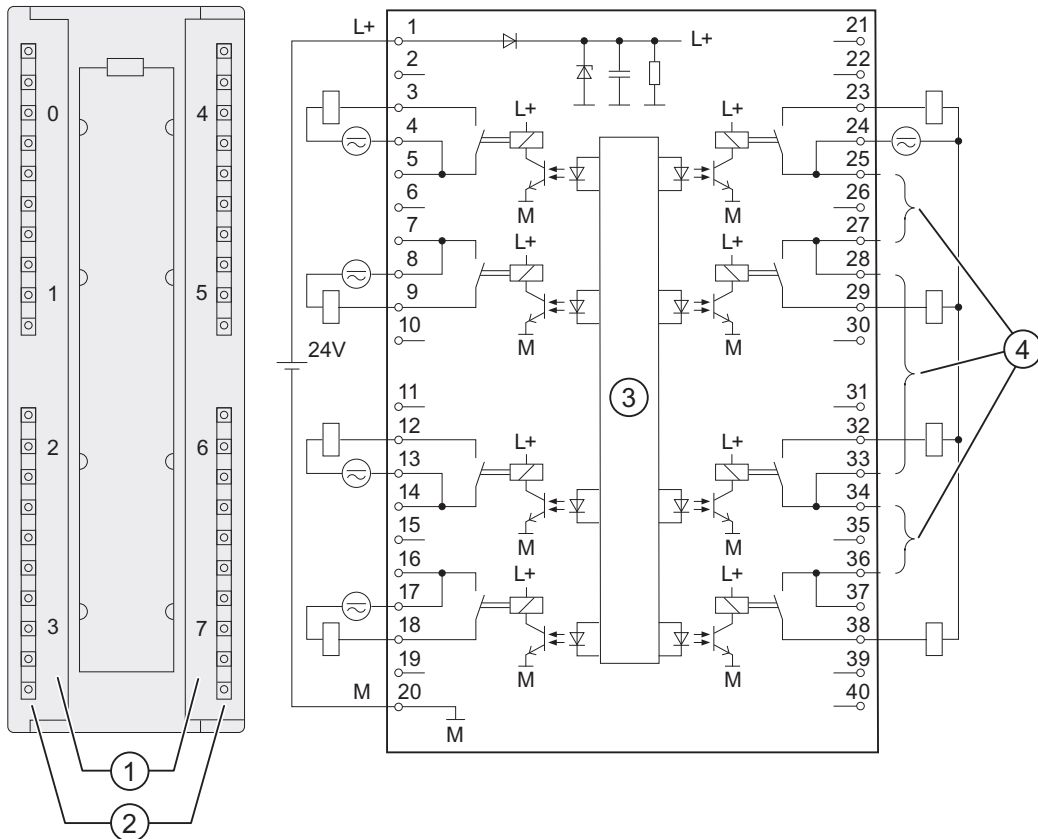 0 4
1 5
2 6
3 7
1
2
L+ 1 L+ 21
2 22
3 L+ L+ 23
4 24
5 25
6 M M 26
7 L+ L+ 27
8 28
9 29
10 M M 30
24V
3
4
11 31
12 L+ L+ 32
13 33
14 34
15 M M 35
16 L+ L+ 36
17 37
18 38
19 M M 39
M 20 40
M